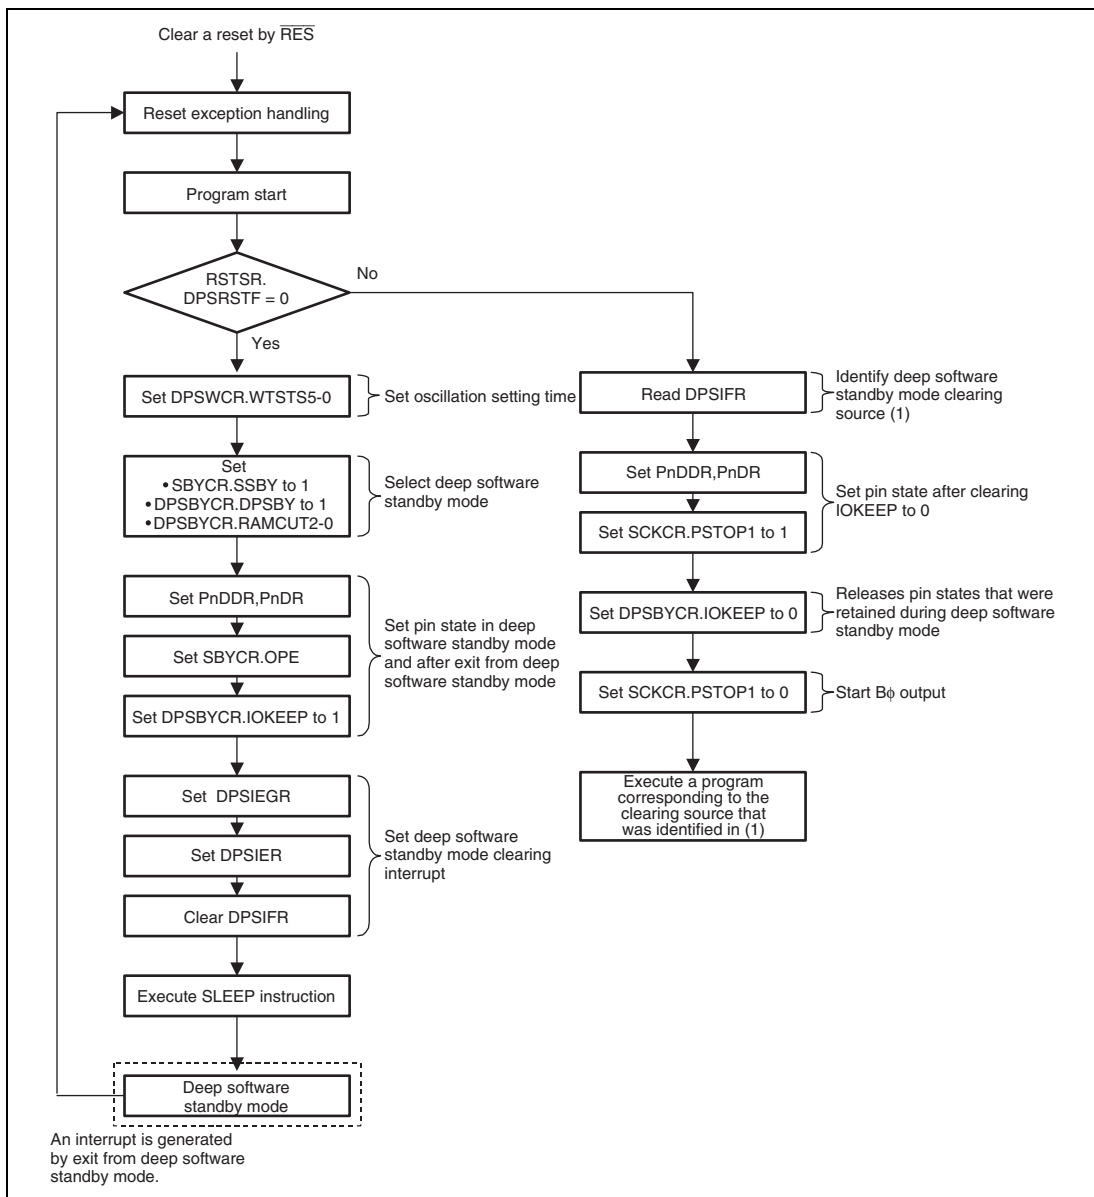 Clear a reset by RES
Reset exception handling
Program start
RSTSR.
DPSRSTF = 0
No
Yes
Set DPSWCR.WTSTS5-0
Set oscillation setting time
Set
•SBYCR.SSBY to 1
•DPSBYCR.DPSBY to 1
•DPSBYCR.RAMCUT2-0
Select deep software
standby mode
Set PnDDR,PnDR
Set SBYCR.OPE
Set DPSBYCR.IOKEEP to 1
Set pin state in deep
software standby mode
and after exit from deep
software standby mode
Set DPSIEGR
Set DPSIER
Clear DPSIFR
Set deep software
standby mode clearing
interrupt
Execute SLEEP instruction
Deep software
standby mode
An interrupt is generated
by exit from deep software
standby mode.
Read DPSIFR
Identify deep software
standby mode clearing
source (1)
Set PnDDR,PnDR
Set SCKCR.PSTOP1 to 1
Set pin state after clearing
IOKEEP to 0
Set DPSBYCR.IOKEEP to 0
Releases pin states that were
retained during deep software
standby mode
Set SCKCR.PSTOP1 to 0
Start Bϕ output
Execute a program
corresponding to the
clearing source that
was identified in (1)